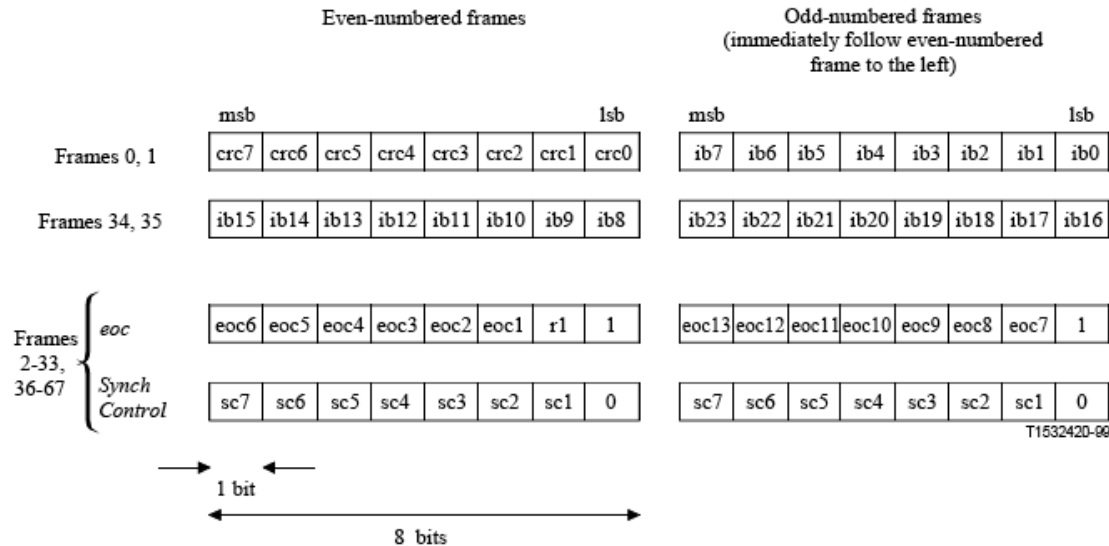 Even-numbered frames
Odd-numbered frames
(immediately follow even-numbered
frame to the left)
msb lsb msb lsb
Frames 0, 1 crc7 crc6 crc5 crc4 crc3 crc2 crc1 crc0 ib7 ib6 ib5 ib4 ib3 ib2 ib1 ib0
Frames 34, 35 ib15 ib14 ib13 ib12 ib11 ib10 ib9 ib8 ib23 ib22 ib21 ib20 ib19 ib18 ib17 ib16
Frames
2-33,
36-67
eoc eoc6 eoc5 eoc4 eoc3 eoc2 eoc1 r1 1 eoc13 eoc12 eoc11 eoc10 eoc9 eoc8 eoc7 1
Synch
Control
sc7 sc6 sc5 sc4 sc3 sc2 sc1 0 sc7 sc6 sc5 sc4 sc3 sc2 sc1 0
T1532420-99
1 bit
8 bits